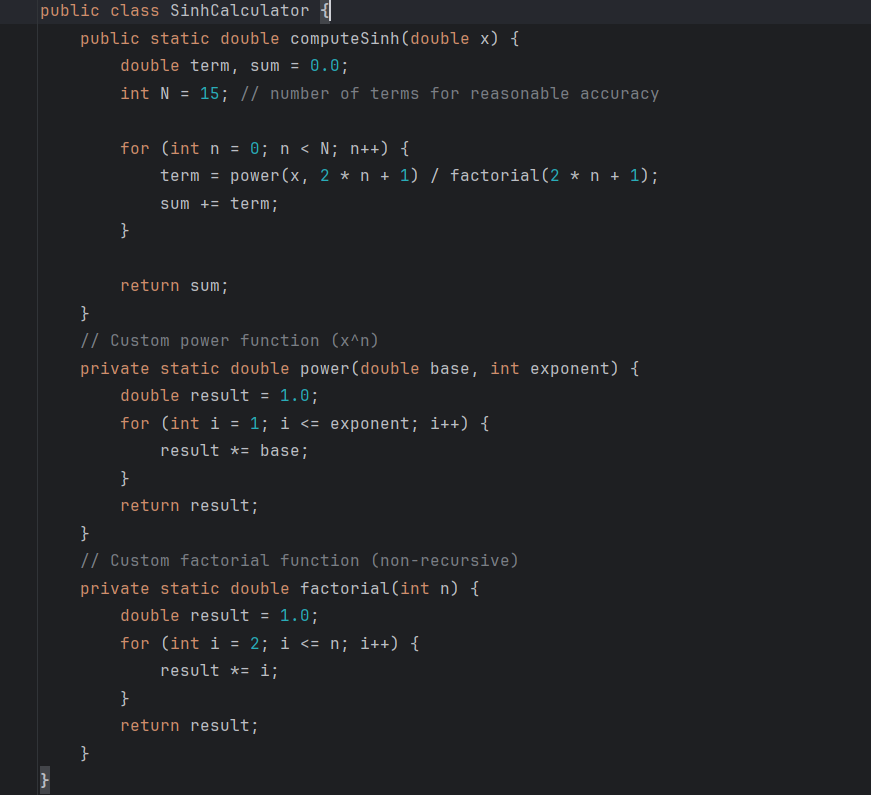 public class SinhCalculator {
    public static double computeSinh(double x) {
        double term, sum = 0.0;
        int N = 15; // number of terms for reasonable accuracy

        for (int n = 0; n < N; n++) {
            term = power(x, 2 * n + 1) / factorial(2 * n + 1);
            sum += term;
        }

        return sum;
    }
    // Custom power function (x^n)
    private static double power(double base, int exponent) {
        double result = 1.0;
        for (int i = 1; i <= exponent; i++) {
            result *= base;
        }
        return result;
    }
    // Custom factorial function (non-recursive)
    private static double factorial(int n) {
        double result = 1.0;
        for (int i = 2; i <= n; i++) {
            result *= i;
        }
        return result;
    }
}